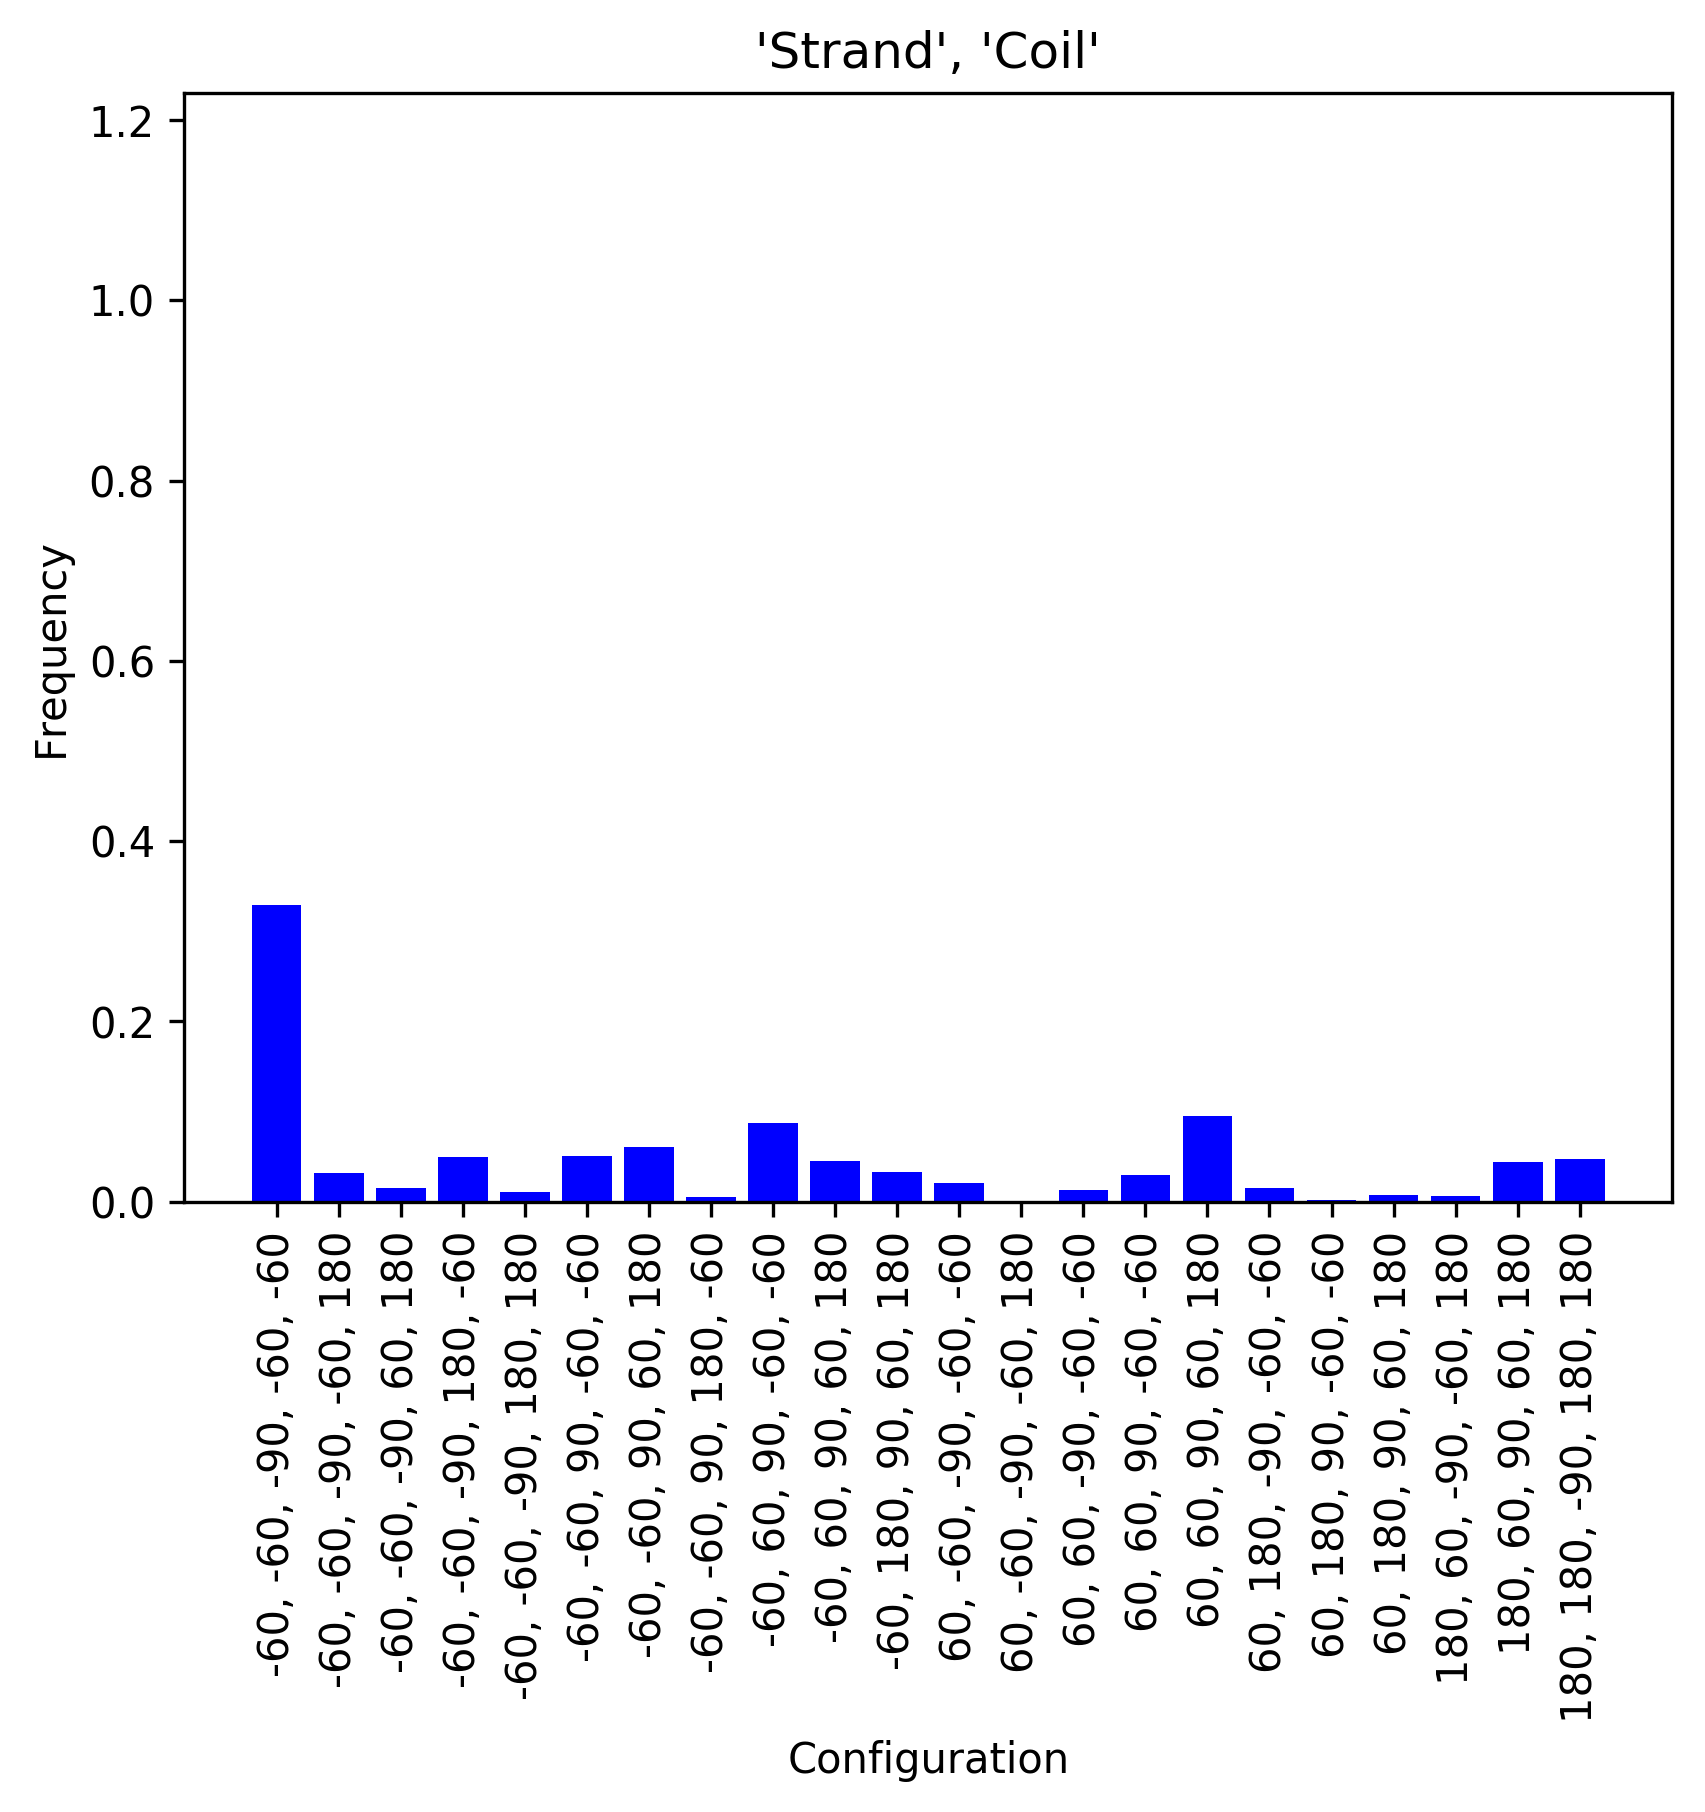 'Strand', 'Coil'
1.2
1.0
0.8
0.6
0.4
0.2
0.0
Frequency
-60, -60, -90, -60, -60
-60, -60, -90, -60, 180
-60, -60, -90, 60, 180
-60, -60, -90, 180, -60
-60, -60, -90, 180, 180
-60, -60, 90, -60, -60
-60, -60, 90, 60, 180
-60, -60, 90, 180, -60
-60, 60, 90, -60, -60
-60, 60, 90, 60, 180
-60, 180, 90, 60, 180
60, -60, -90, -60, -60
60, -60, -90, -60, 180
60, 60, -90, -60, -60
60, 60, 90, -60, -60
60, 60, 90, 60, 180
60, 180, -90, -60, -60
60, 180, 90, -60, -60
60, 180, 90, 60, 180
180, 60, -90, -60, 180
180, 60, 90, 60, 180
180, 180, -90, 180, 180
Configuration